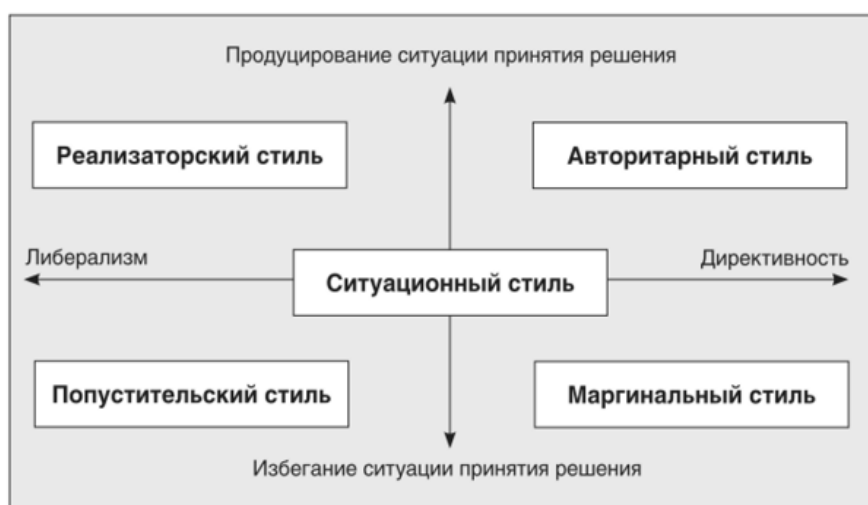 Продуцирование ситуации принятия решения
Реализаторский стиль
Авторитарный стиль
Либерализм
Директивность
Ситуационный стиль
Попустительский стиль
Маргинальный стиль
Избегание ситуации принятия решения